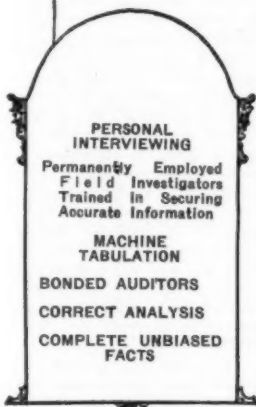 PERSONAL
INTERVIEWING
Permanently Employed
Field Investigators
Trained In Securing
Accurate Information
MACHINE
TABULATION
BONDED AUDITORS
CORRECT ANALYSIS
COMPLETE UNBIASED
FACTS